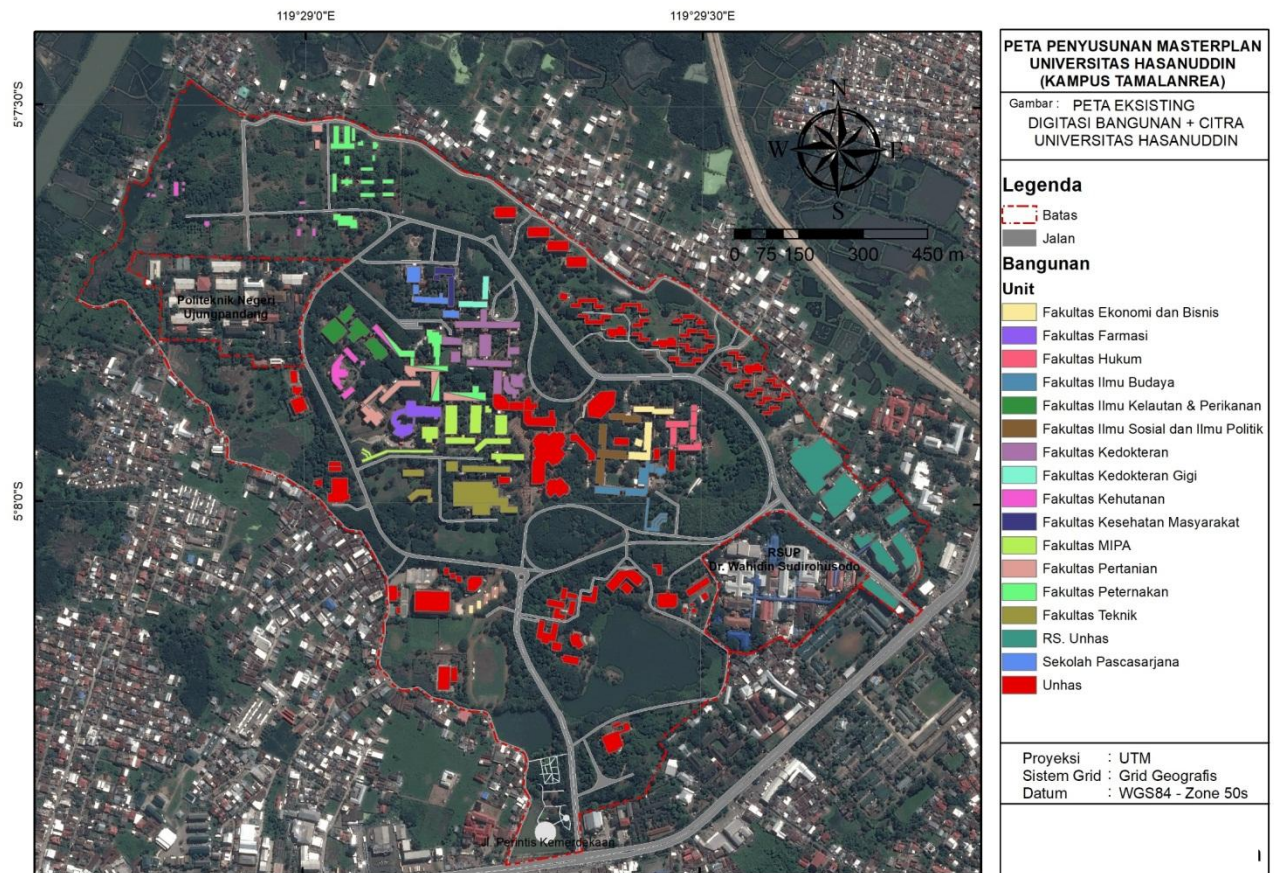 119°29'0"E
119°29'30"E
5°7'30"S
5°8'0"S
N
W
E
S
0 75 150 300 450 m
Politeknik Negeri
Ujungpandang
RSUP
Dr. Wahidin Sudirohusodo
Jl. Perintis Kemerdekaan
PETA PENYUSUNAN MASTERPLAN
UNIVERSITAS HASANUDDIN
(KAMPUS TAMALANREA)
Gambar : PETA EKSISTING
DIGITASI BANGUNAN + CITRA
UNIVERSITAS HASANUDDIN
Legenda
Batas
Jalan
Bangunan
Unit
Fakultas Ekonomi dan Bisnis
Fakultas Farmasi
Fakultas Hukum
Fakultas Ilmu Budaya
Fakultas Ilmu Kelautan & Perikanan
Fakultas Ilmu Sosial dan Ilmu Politik
Fakultas Kedokteran
Fakultas Kedokteran Gigi
Fakultas Kehutanan
Fakultas Kesehatan Masyarakat
Fakultas MIPA
Fakultas Pertanian
Fakultas Peternakan
Fakultas Teknik
RS. Unhas
Sekolah Pascasarjana
Unhas
Proyeksi : UTM
Sistem Grid : Grid Geografis
Datum : WGS84 - Zone 50s
I